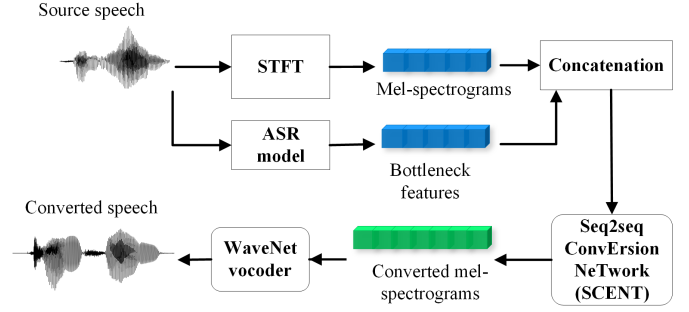 Source speech
STFT
Mel-spectrograms
Concatenation
ASR
model
Bottleneck
features
Converted speech
WaveNet
vocoder
Converted mel-
spectrograms
Seq2seq
ConvErsion
NeTwork
(SCENT)